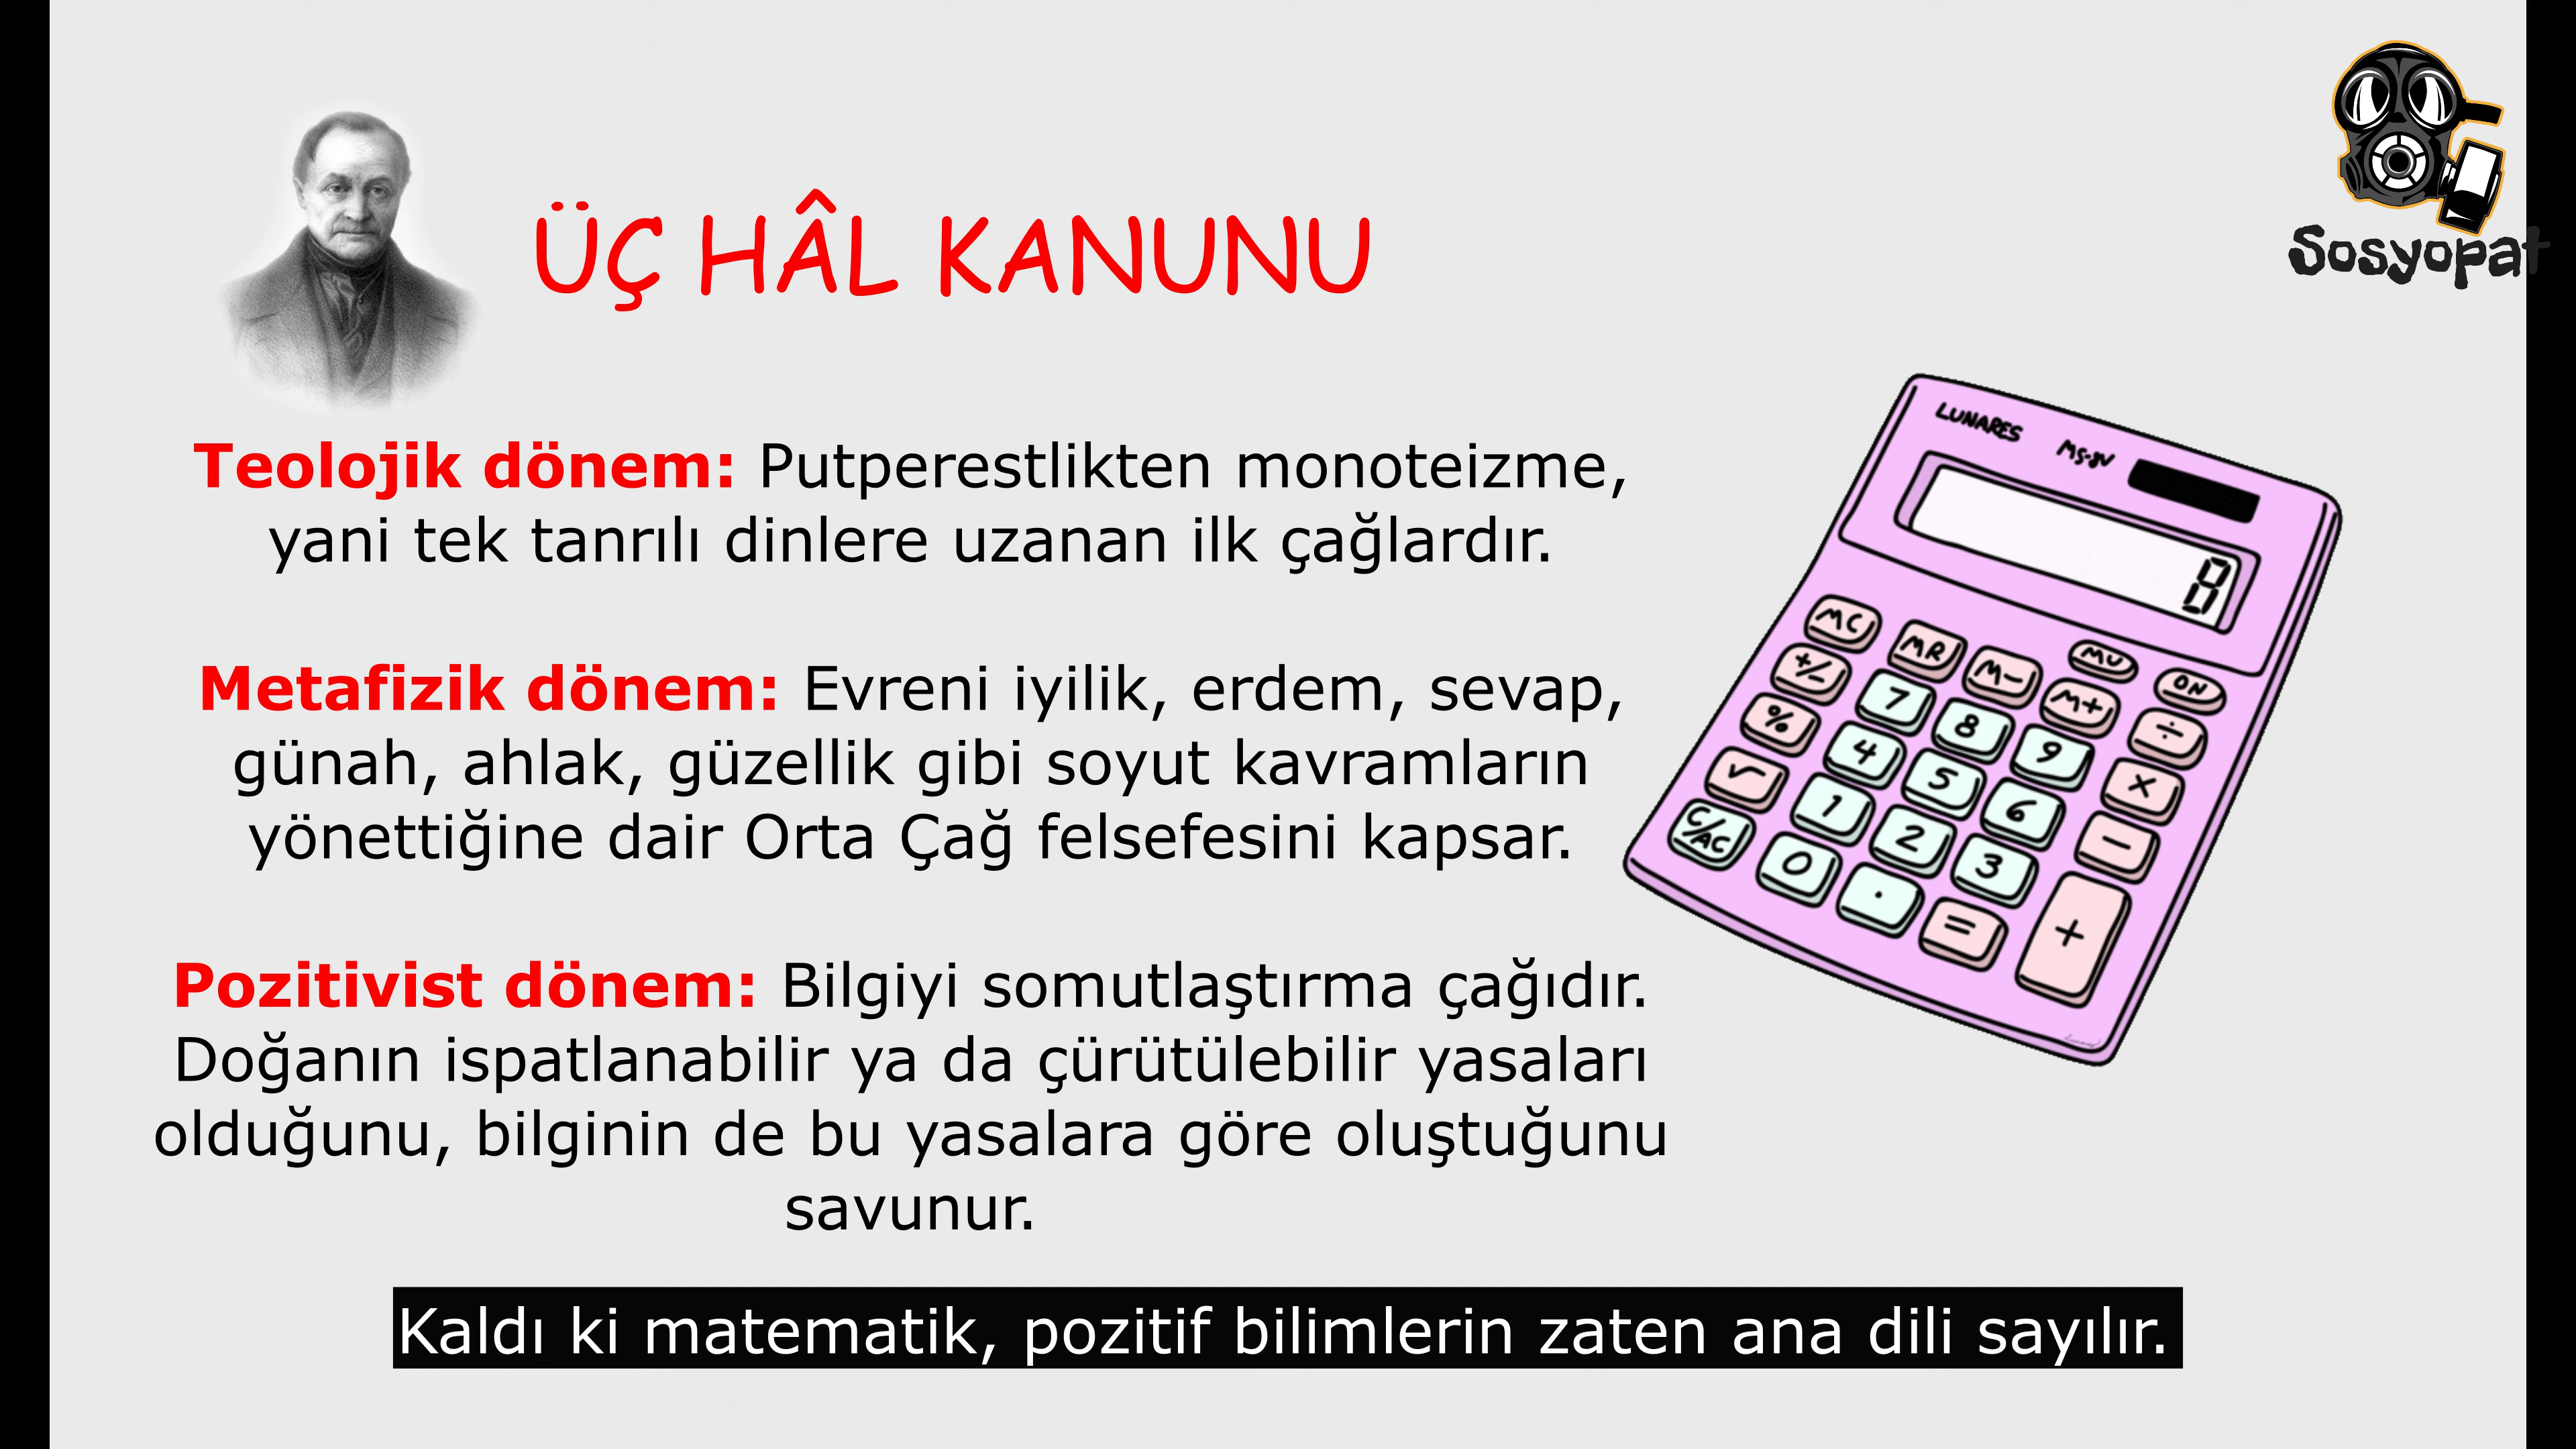 Sosyopat
ÜÇ HÂL KANUNU
Teolojik dönem: Putperestlikten monoteizme,
yani tek tanrılı dinlere uzanan ilk çağlardır.
Metafizik dönem: Evreni iyilik, erdem, sevap,
günah, ahlak, güzellik gibi soyut kavramların
yönettiğine dair Orta Çağ felsefesini kapsar.
Pozitivist dönem: Bilgiyi somutlaştırma çağıdır.
Doğanın ispatlanabilir ya da çürütülebilir yasaları
olduğunu, bilginin de bu yasalara göre oluştuğunu
savunur.
LUNARES
8
MC MR M- MU ON
+/- 7 8 M+ ÷
% 4 5 9 ×
√ 1 2 6 -
C/AC 0 . 3 +
=
Kaldı ki matematik, pozitif bilimlerin zaten ana dili sayılır.